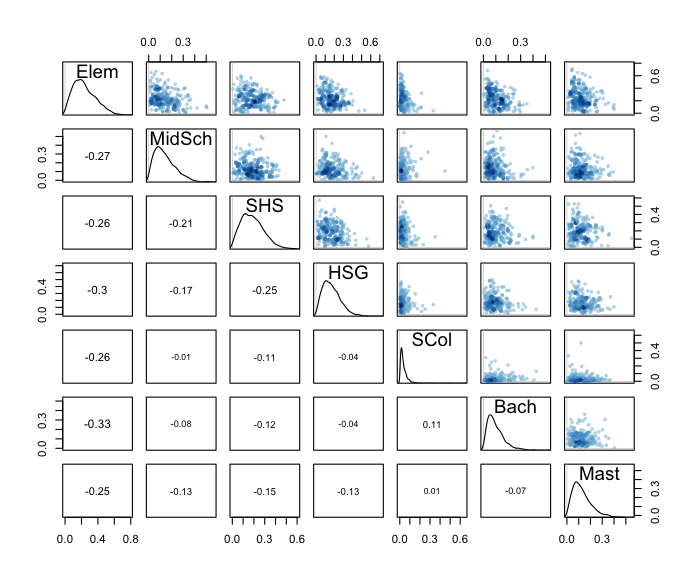 0.0 0.3 0.0 0.3 0.6 0.0 0.3
Elem 0.0 0.6
0.0 0.3 -0.27 MidSch
-0.26 -0.21 SHS 0.0 0.4
0.0 0.4 -0.3 -0.17 -0.25 HSG
-0.26 -0.01 -0.11 -0.04 SCol 0.0 0.4
0.0 0.3 -0.33 -0.08 -0.12 -0.04 0.11 Bach
-0.25 -0.13 -0.15 -0.13 0.01 -0.07 Mast 0.0 0.3
0.0 0.4 0.8 0.0 0.3 0.6 0.0 0.3 0.6 0.0 0.3